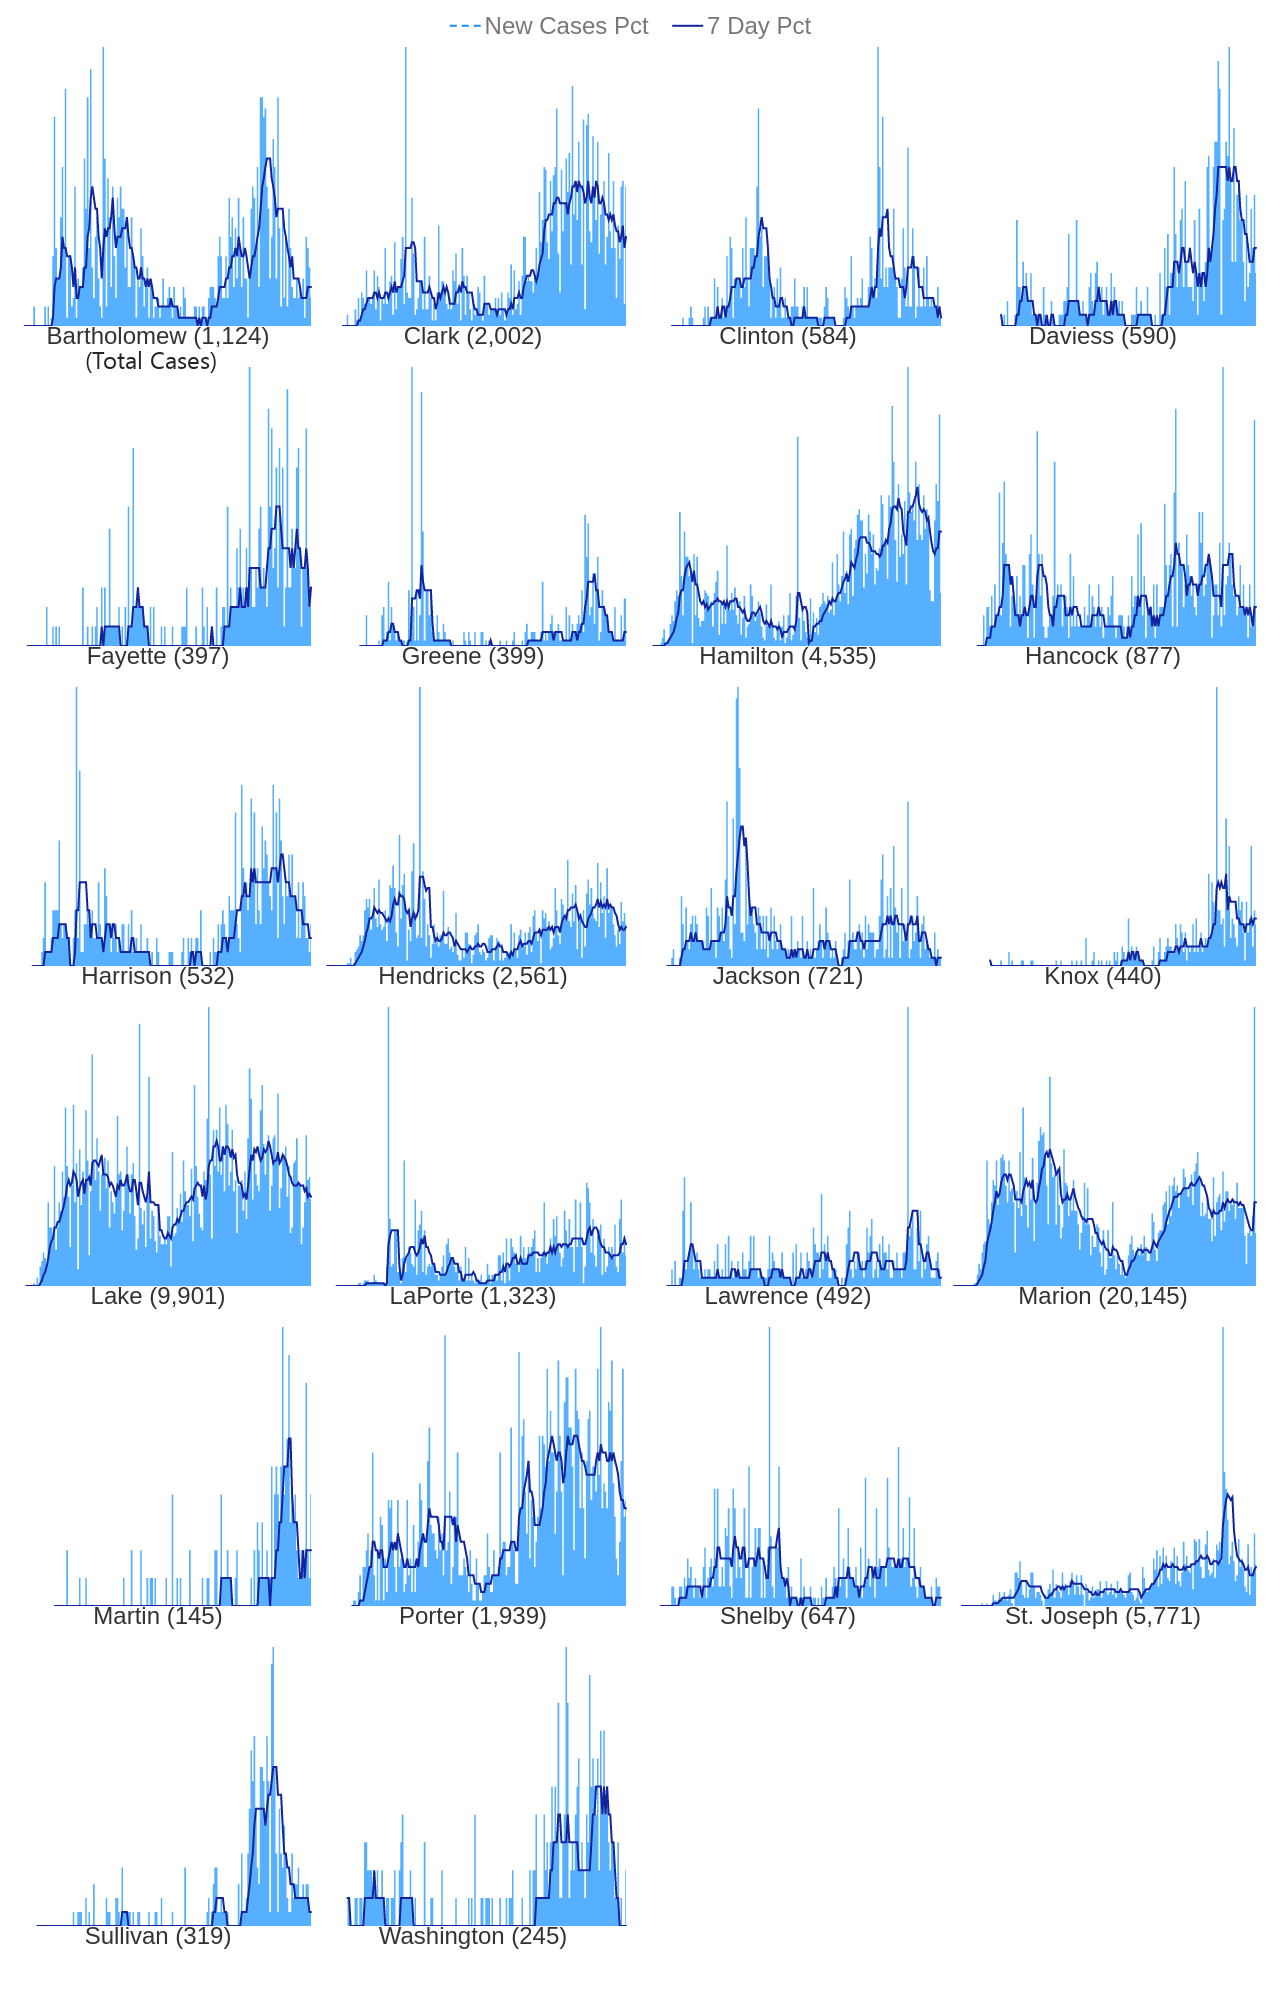 New Cases Pct 7 Day Pct
Bartholomew (1,124) Clark (2,002) Clinton (584) Daviess (590)
(Total Cases)
Fayette (397) Greene (399) Hamilton (4,535) Hancock (877)
Harrison (532) Hendricks (2,561) Jackson (721) Knox (440)
Lake (9,901) LaPorte (1,323) Lawrence (492) Marion (20,145)
Martin (145) Porter (1,939) Shelby (647) St. Joseph (5,771)
Sullivan (319) Washington (245)